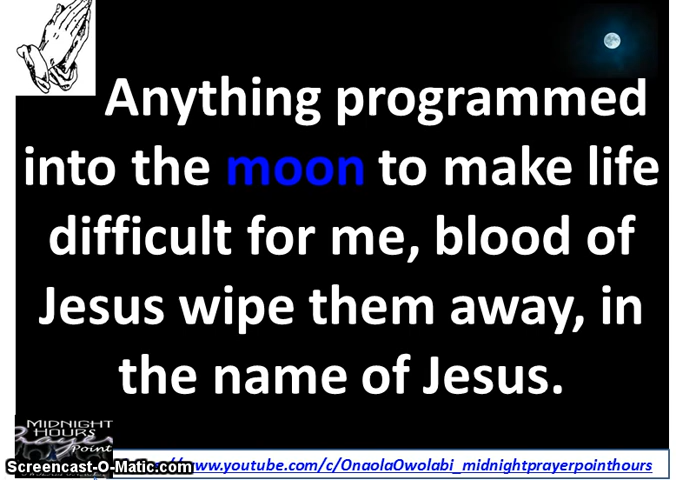 Anything programmed
into the moon to make life
difficult for me, blood of
Jesus wipe them away, in
the name of Jesus.
MIDNIGHT
HOURS
Prayer
Point
Screencast-O-Matic.com
//www.youtube.com/c/OnaolaOwolabi_midnightprayerpointhours